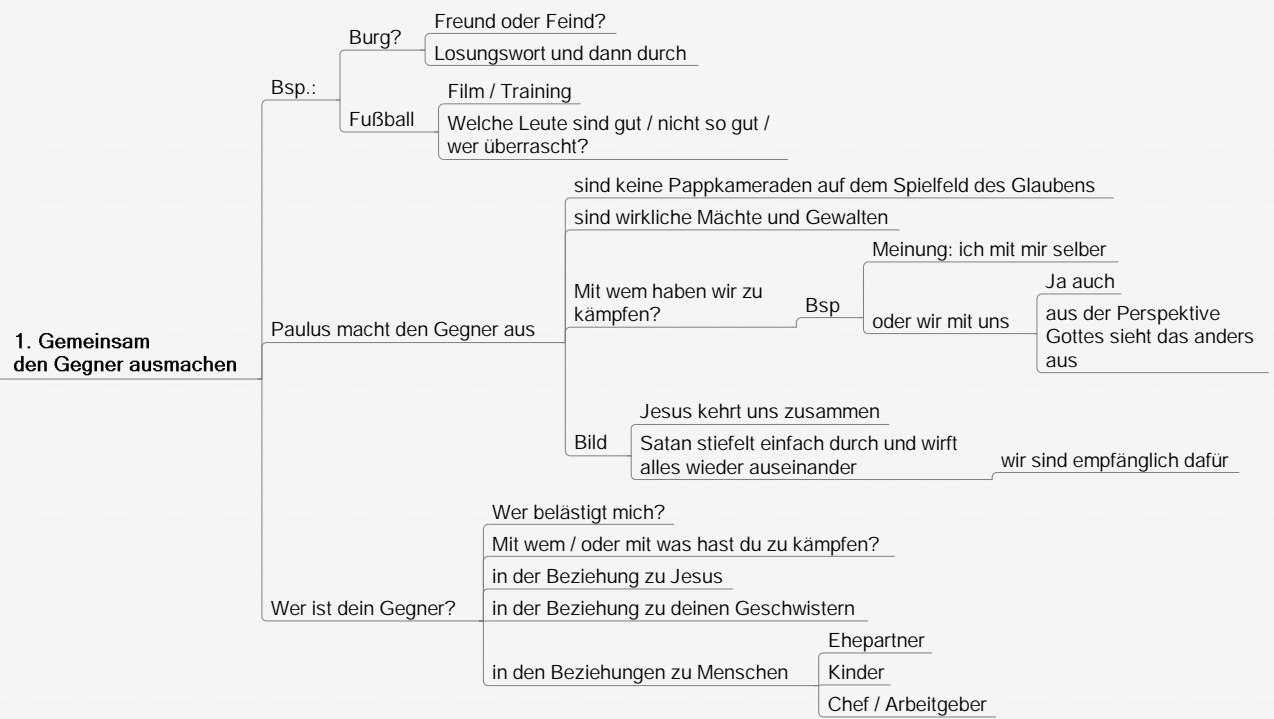 1. Gemeinsam
den Gegner ausmachen
Bsp.:
Burg?
Freund oder Feind?
Losungswort und dann durch
Fußball
Film / Training
Welche Leute sind gut / nicht so gut /
wer überrascht?
Paulus macht den Gegner aus
sind keine Pappkameraden auf dem Spielfeld des Glaubens
sind wirkliche Mächte und Gewalten
Mit wem haben wir zu
kämpfen?
Bsp
Meinung: ich mit mir selber
oder wir mit uns
Ja auch
aus der Perspektive
Gottes sieht das anders
aus
Bild
Jesus kehrt uns zusammen
Satan stiefelt einfach durch und wirft
alles wieder auseinander
wir sind empfänglich dafür
Wer ist dein Gegner?
Wer belästigt mich?
Mit wem / oder mit was hast du zu kämpfen?
in der Beziehung zu Jesus
in der Beziehung zu deinen Geschwistern
in den Beziehungen zu Menschen
Ehepartner
Kinder
Chef / Arbeitgeber